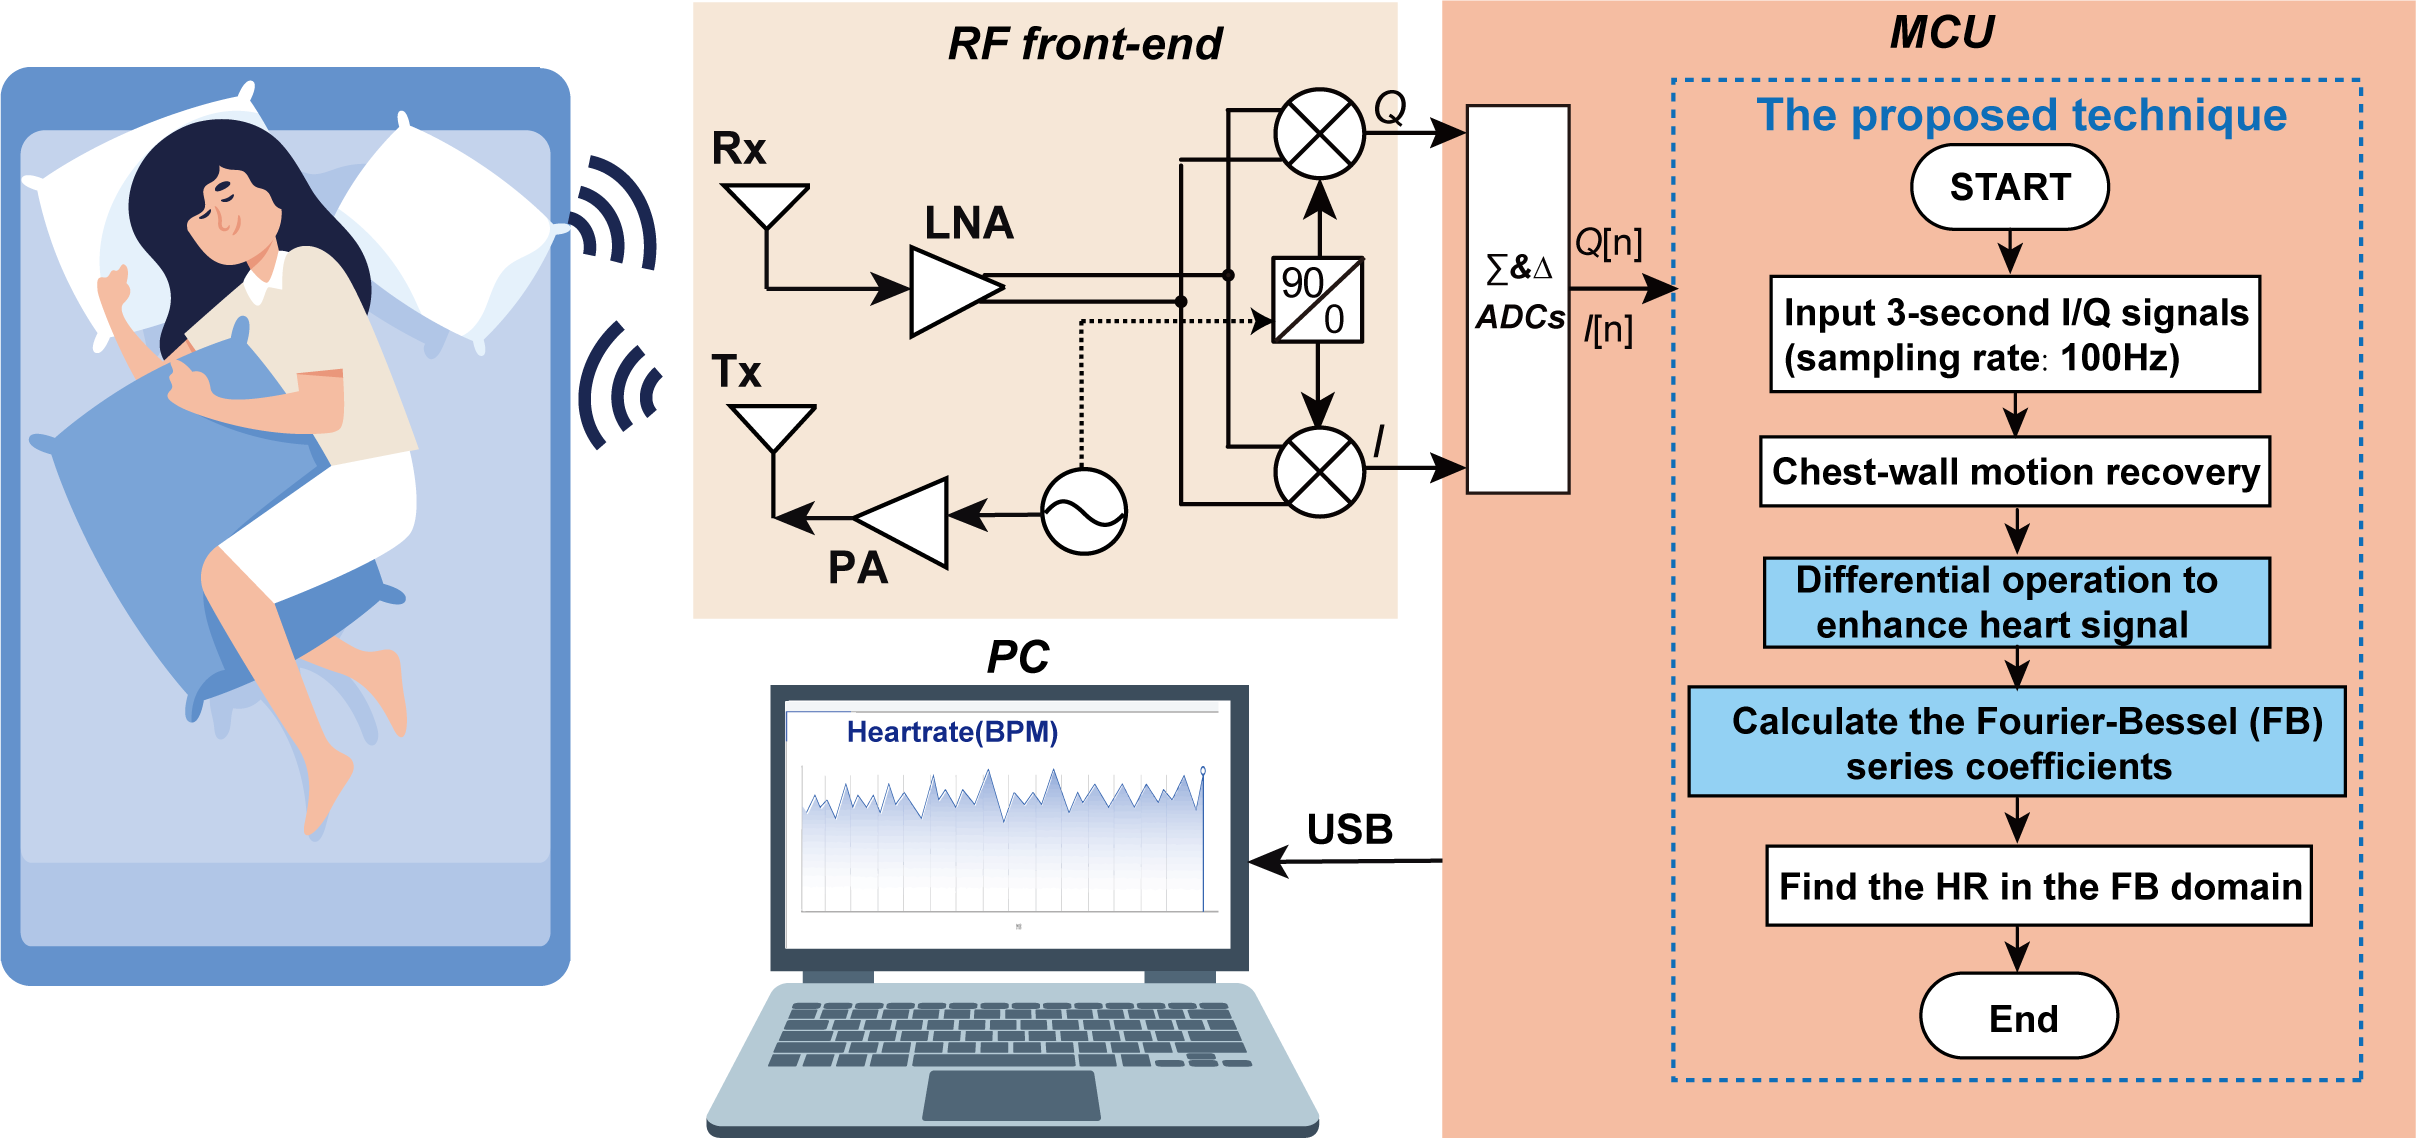 RF front-end
Rx
LNA
Tx
PA
90
0
Q
I
MCU
∑&Δ
ADCs
Q[n]
I[n]
The proposed technique
START
Input 3-second I/Q signals
(sampling rate: 100Hz)
Chest-wall motion recovery
Differential operation to
enhance heart signal
Calculate the Fourier-Bessel (FB)
series coefficients
Find the HR in the FB domain
End
USB
PC
Heartrate(BPM)